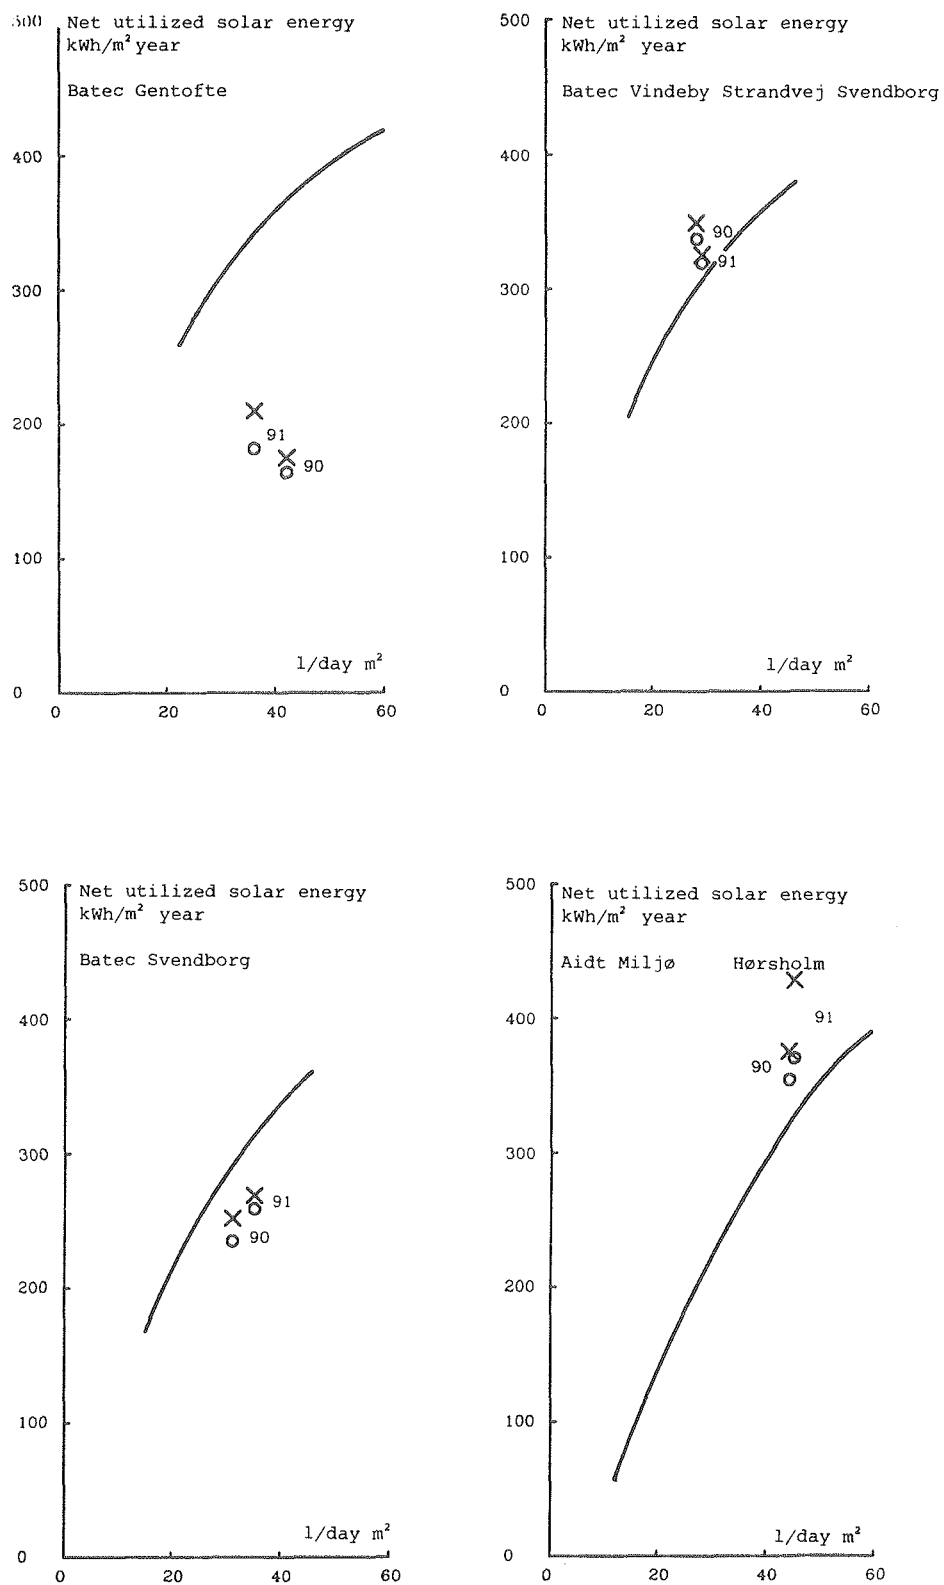 500 Net utilized solar energy
kWh/m² year
Batec Gentofte
400
300
200
100
0
91
90
l/day m²
0 20 40 60
500 Net utilized solar energy
kWh/m² year
Batec Vindeby Strandvej Svendborg
400
300
200
100
0
90
91
l/day m²
0 20 40 60
500 Net utilized solar energy
kWh/m² year
Batec Svendborg
400
300
200
100
0
91
90
l/day m²
0 20 40 60
500 Net utilized solar energy
kWh/m² year
Aidt Miljø Hørsholm
400
300
200
100
0
91
90
l/day m²
0 20 40 60